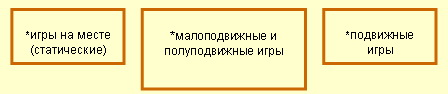 *игры на месте
(статические)
*малоподвижные и
полуподвижные игры
*подвижные
игры